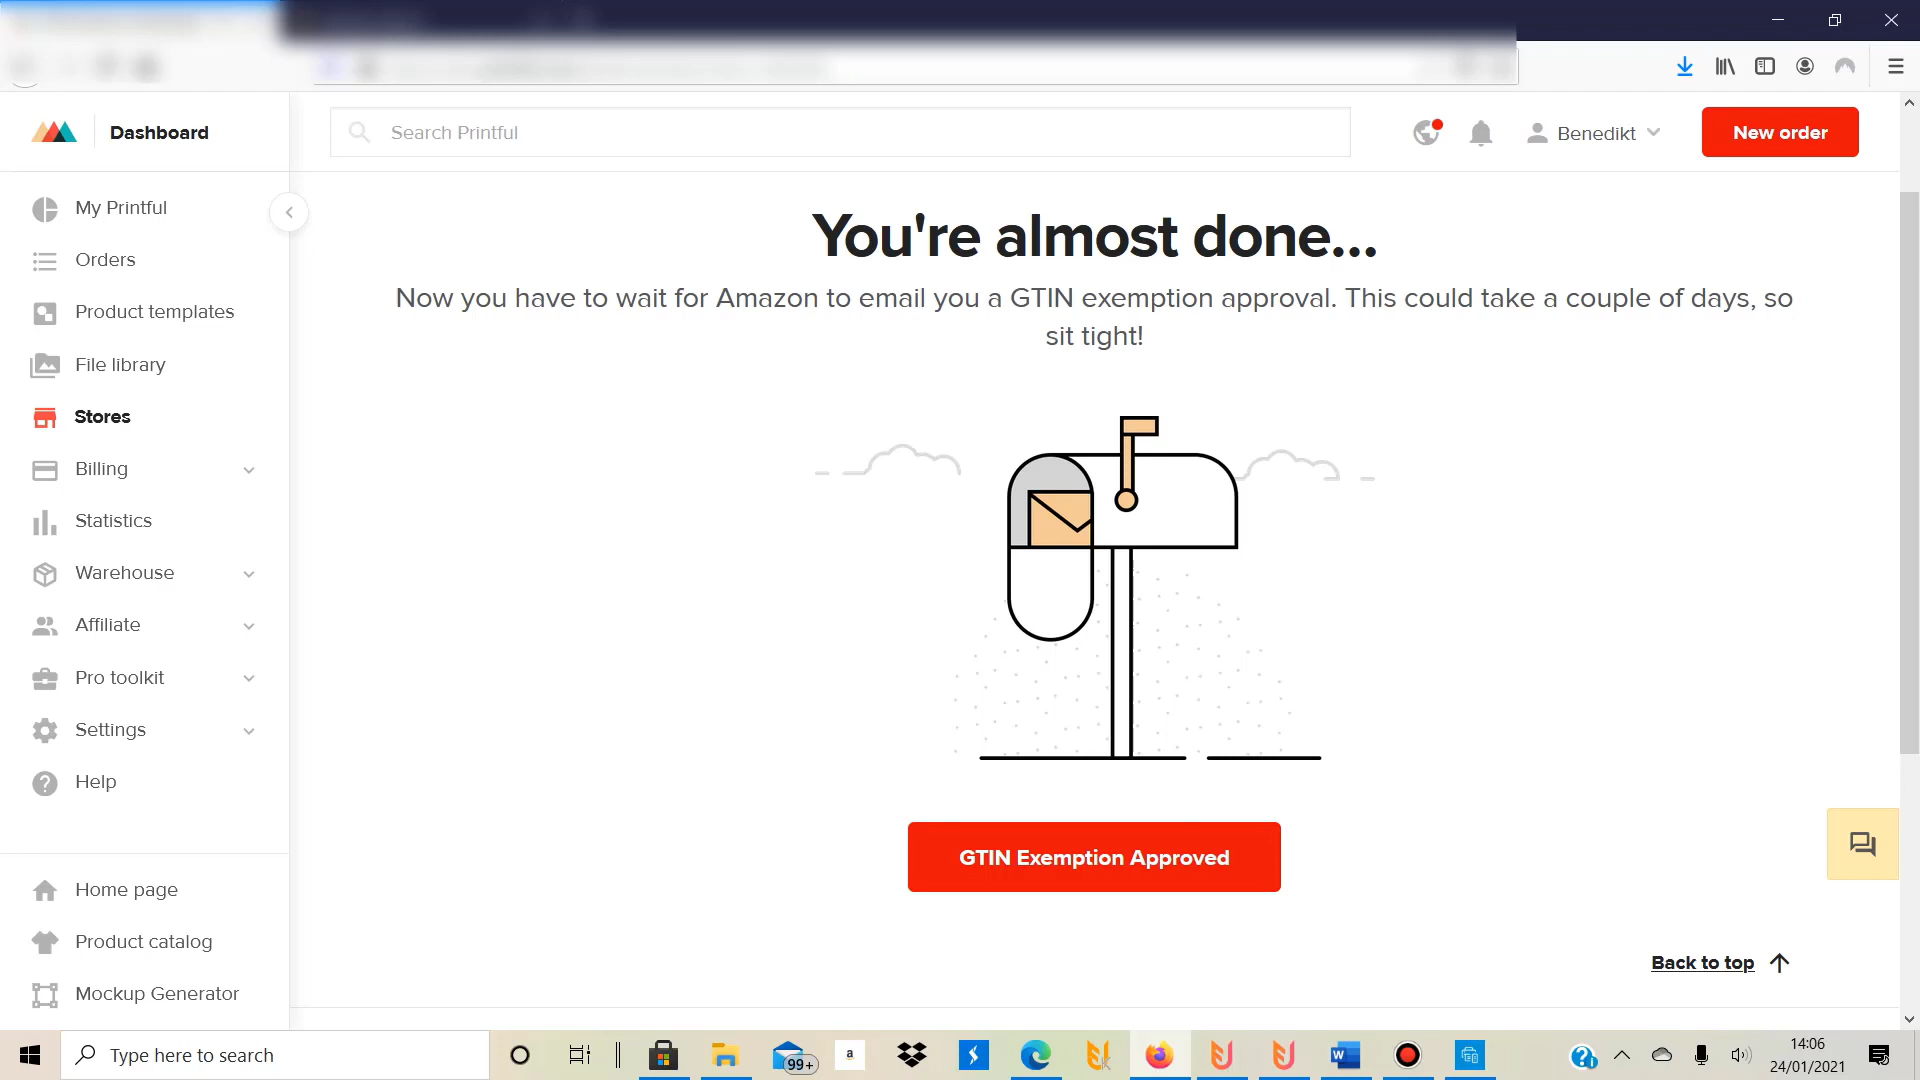 Dashboard
Search Printful
Benedikt
New order
My Printful
Orders
Product templates
File library
Stores
Billing
Statistics
Warehouse
Affiliate
Pro toolkit
Settings
Help
Home page
Product catalog
Mockup Generator
You're almost done...
Now you have to wait for Amazon to email you a GTIN exemption approval. This could take a couple of days, so
sit tight!
GTIN Exemption Approved
Back to top
Type here to search
99+
a
W
14:06
24/01/2021